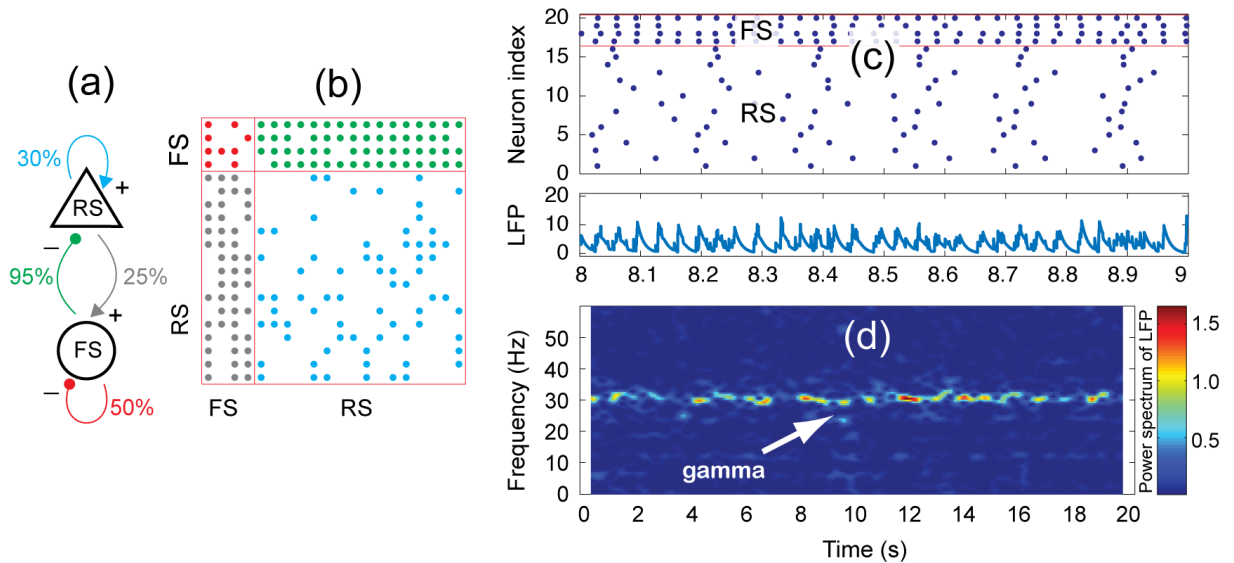 (a)
30%
+
RS
–
95%
25%
+
FS
–
50%
(b)
FS
RS
FS
RS
(c)
Neuron index
20
15
10
5
0
FS
RS
LFP
20
10
0
8
8.1
8.2
8.3
8.4
8.5
8.6
8.7
8.8
8.9
9
(d)
Frequency (Hz)
50
40
30
20
10
0
gamma
0
2
4
6
8
10
12
14
16
18
20
Time (s)
Power spectrum of LFP
1.5
1.0
0.5